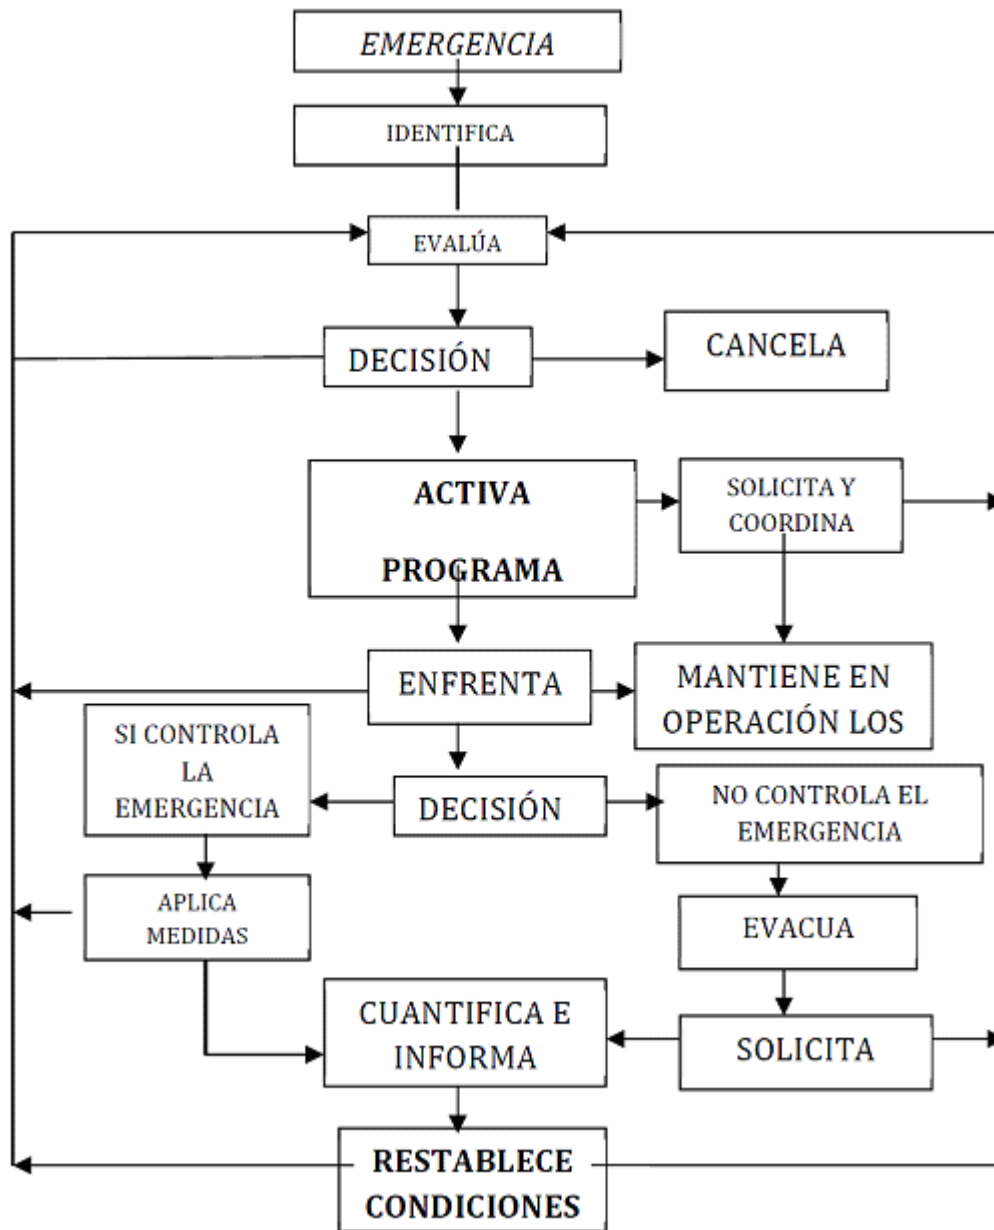 EMERGENCIA
IDENTIFICA
EVALÚA
DECISIÓN
CANCELA
ACTIVA
PROGRAMA
SOLICITA Y
COORDINA
ENFRENTA
MANTIENE EN
OPERACIÓN LOS
SI CONTROLA
LA
EMERGENCIA
DECISIÓN
NO CONTROLA EL
EMERGENCIA
APLICA
MEDIDAS
EVACUA
CUANTIFICA E
INFORMA
SOLICITA
RESTABLECE
CONDICIONES